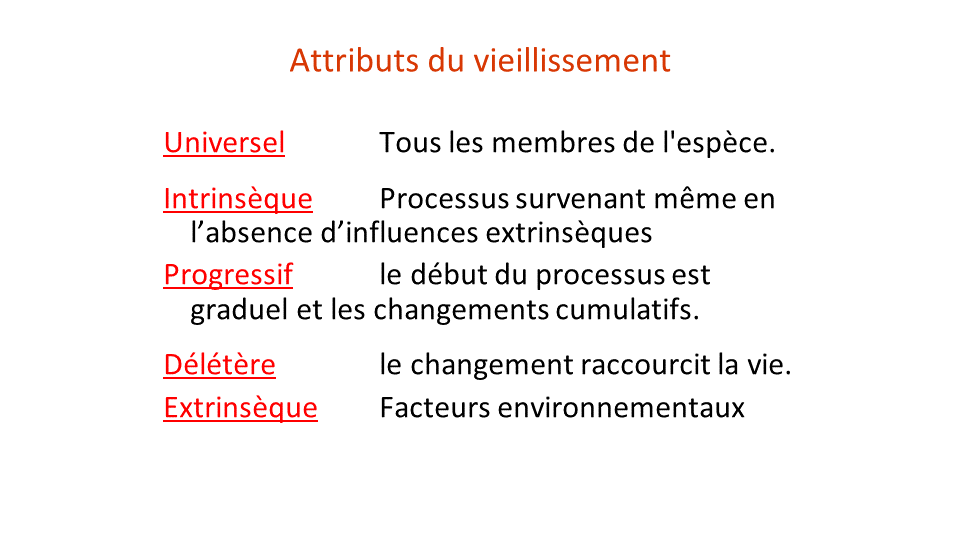 Attributs du vieillissement
Universel Tous les membres de l'espèce.
Intrinsèque Processus survenant même en
l’absence d’influences extrinsèques
Progressif le début du processus est
graduel et les changements cumulatifs.
Délétère le changement raccourcit la vie.
Extrinsèque Facteurs environnementaux